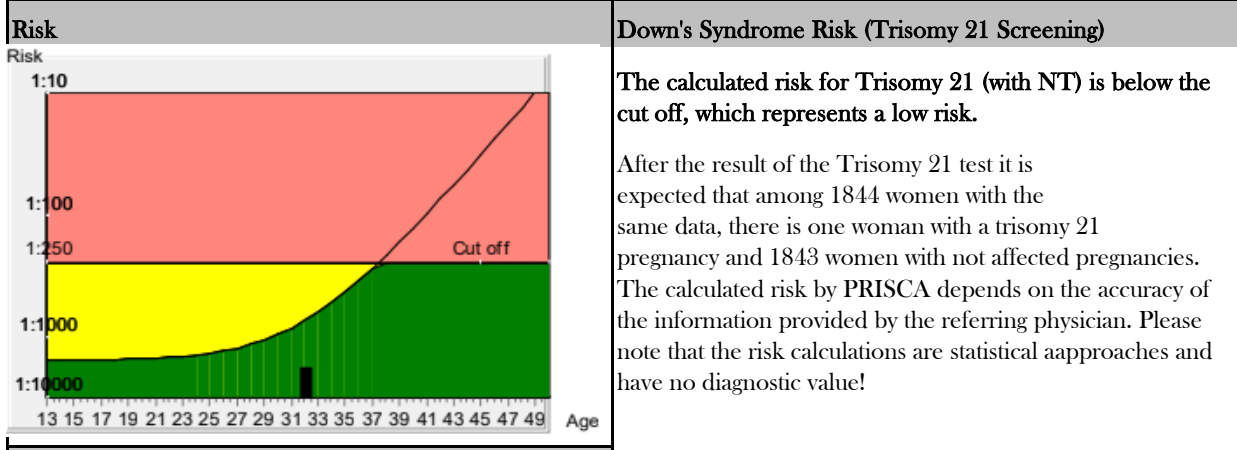 Risk
Down's Syndrome Risk (Trisomy 21 Screening)
Risk
1:10
1:100
1:250
Cut off
1:1000
1:10000
13 15 17 19 21 23 25 27 29 31 33 35 37 39 41 43 45 47 49 Age
The calculated risk for Trisomy 21 (with NT) is below the
cut off, which represents a low risk.
After the result of the Trisomy 21 test it is
expected that among 1844 women with the
same data, there is one woman with a trisomy 21
pregnancy and 1843 women with not affected pregnancies.
The calculated risk by PRISCA depends on the accuracy of
the information provided by the referring physician. Please
note that the risk calculations are statistical aapproaches and
have no diagnostic value!